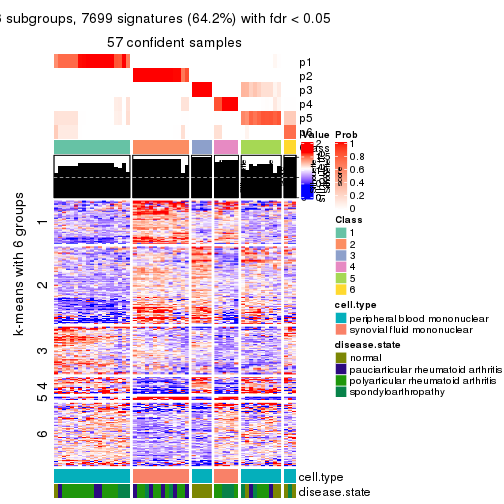 subgroups, 7699 signatures (64.2%) with fdr < 0.05
57 confident samples
p1
p2
p3
p4
p5
Value
Prob
1
0.8
0.6
0.4
0.2
0
Class
1
2
3
4
5
6
cell.type
peripheral blood mononuclear
synovial fluid mononuclear
disease.state
normal
pauciarticular rheumatoid arthritis
polyarticular rheumatoid arthritis
spondyloarthropathy
k-means with 6 groups
1
2
3
4
5
6
cell.type
disease.state